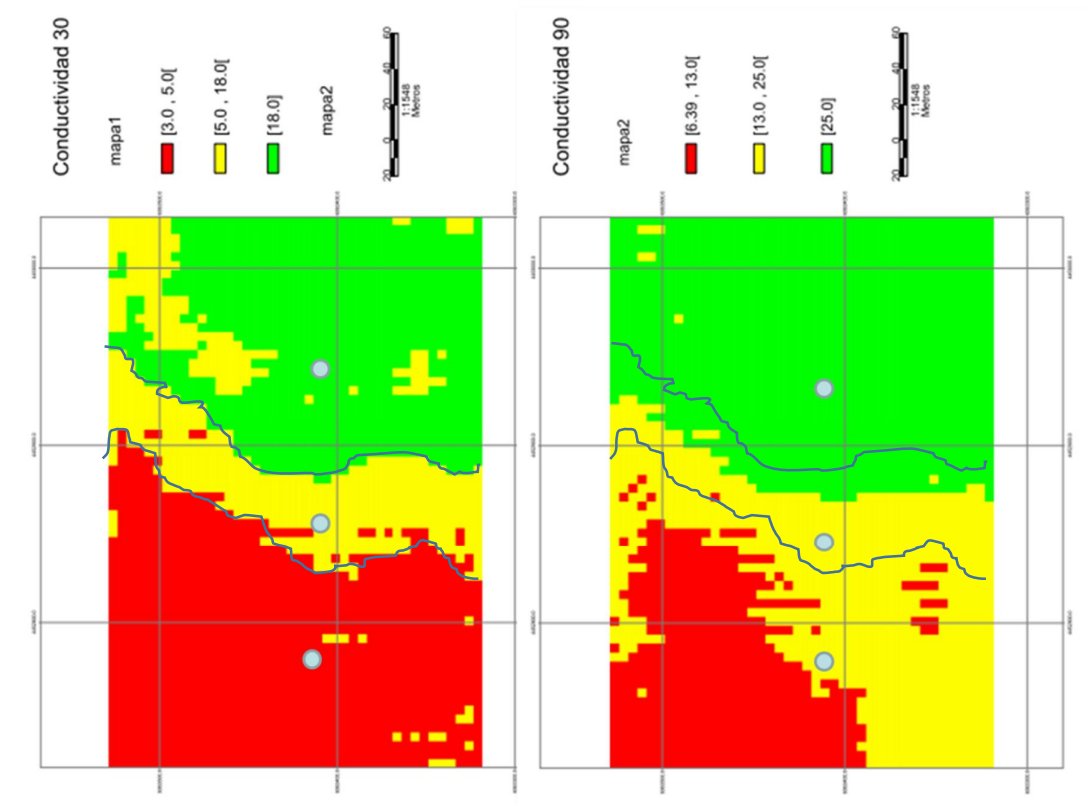 Conductividad 30
mapa1
[3.0 , 5.0[
[5.0 , 18.0[
[18.0]
mapa2
20 0 20 40 60
1:1548
Metros
Conductividad 90
mapa2
[6.39 , 13.0[
[13.0 , 25.0[
[25.0]
20 0 20 40 60
1:1548
Metros